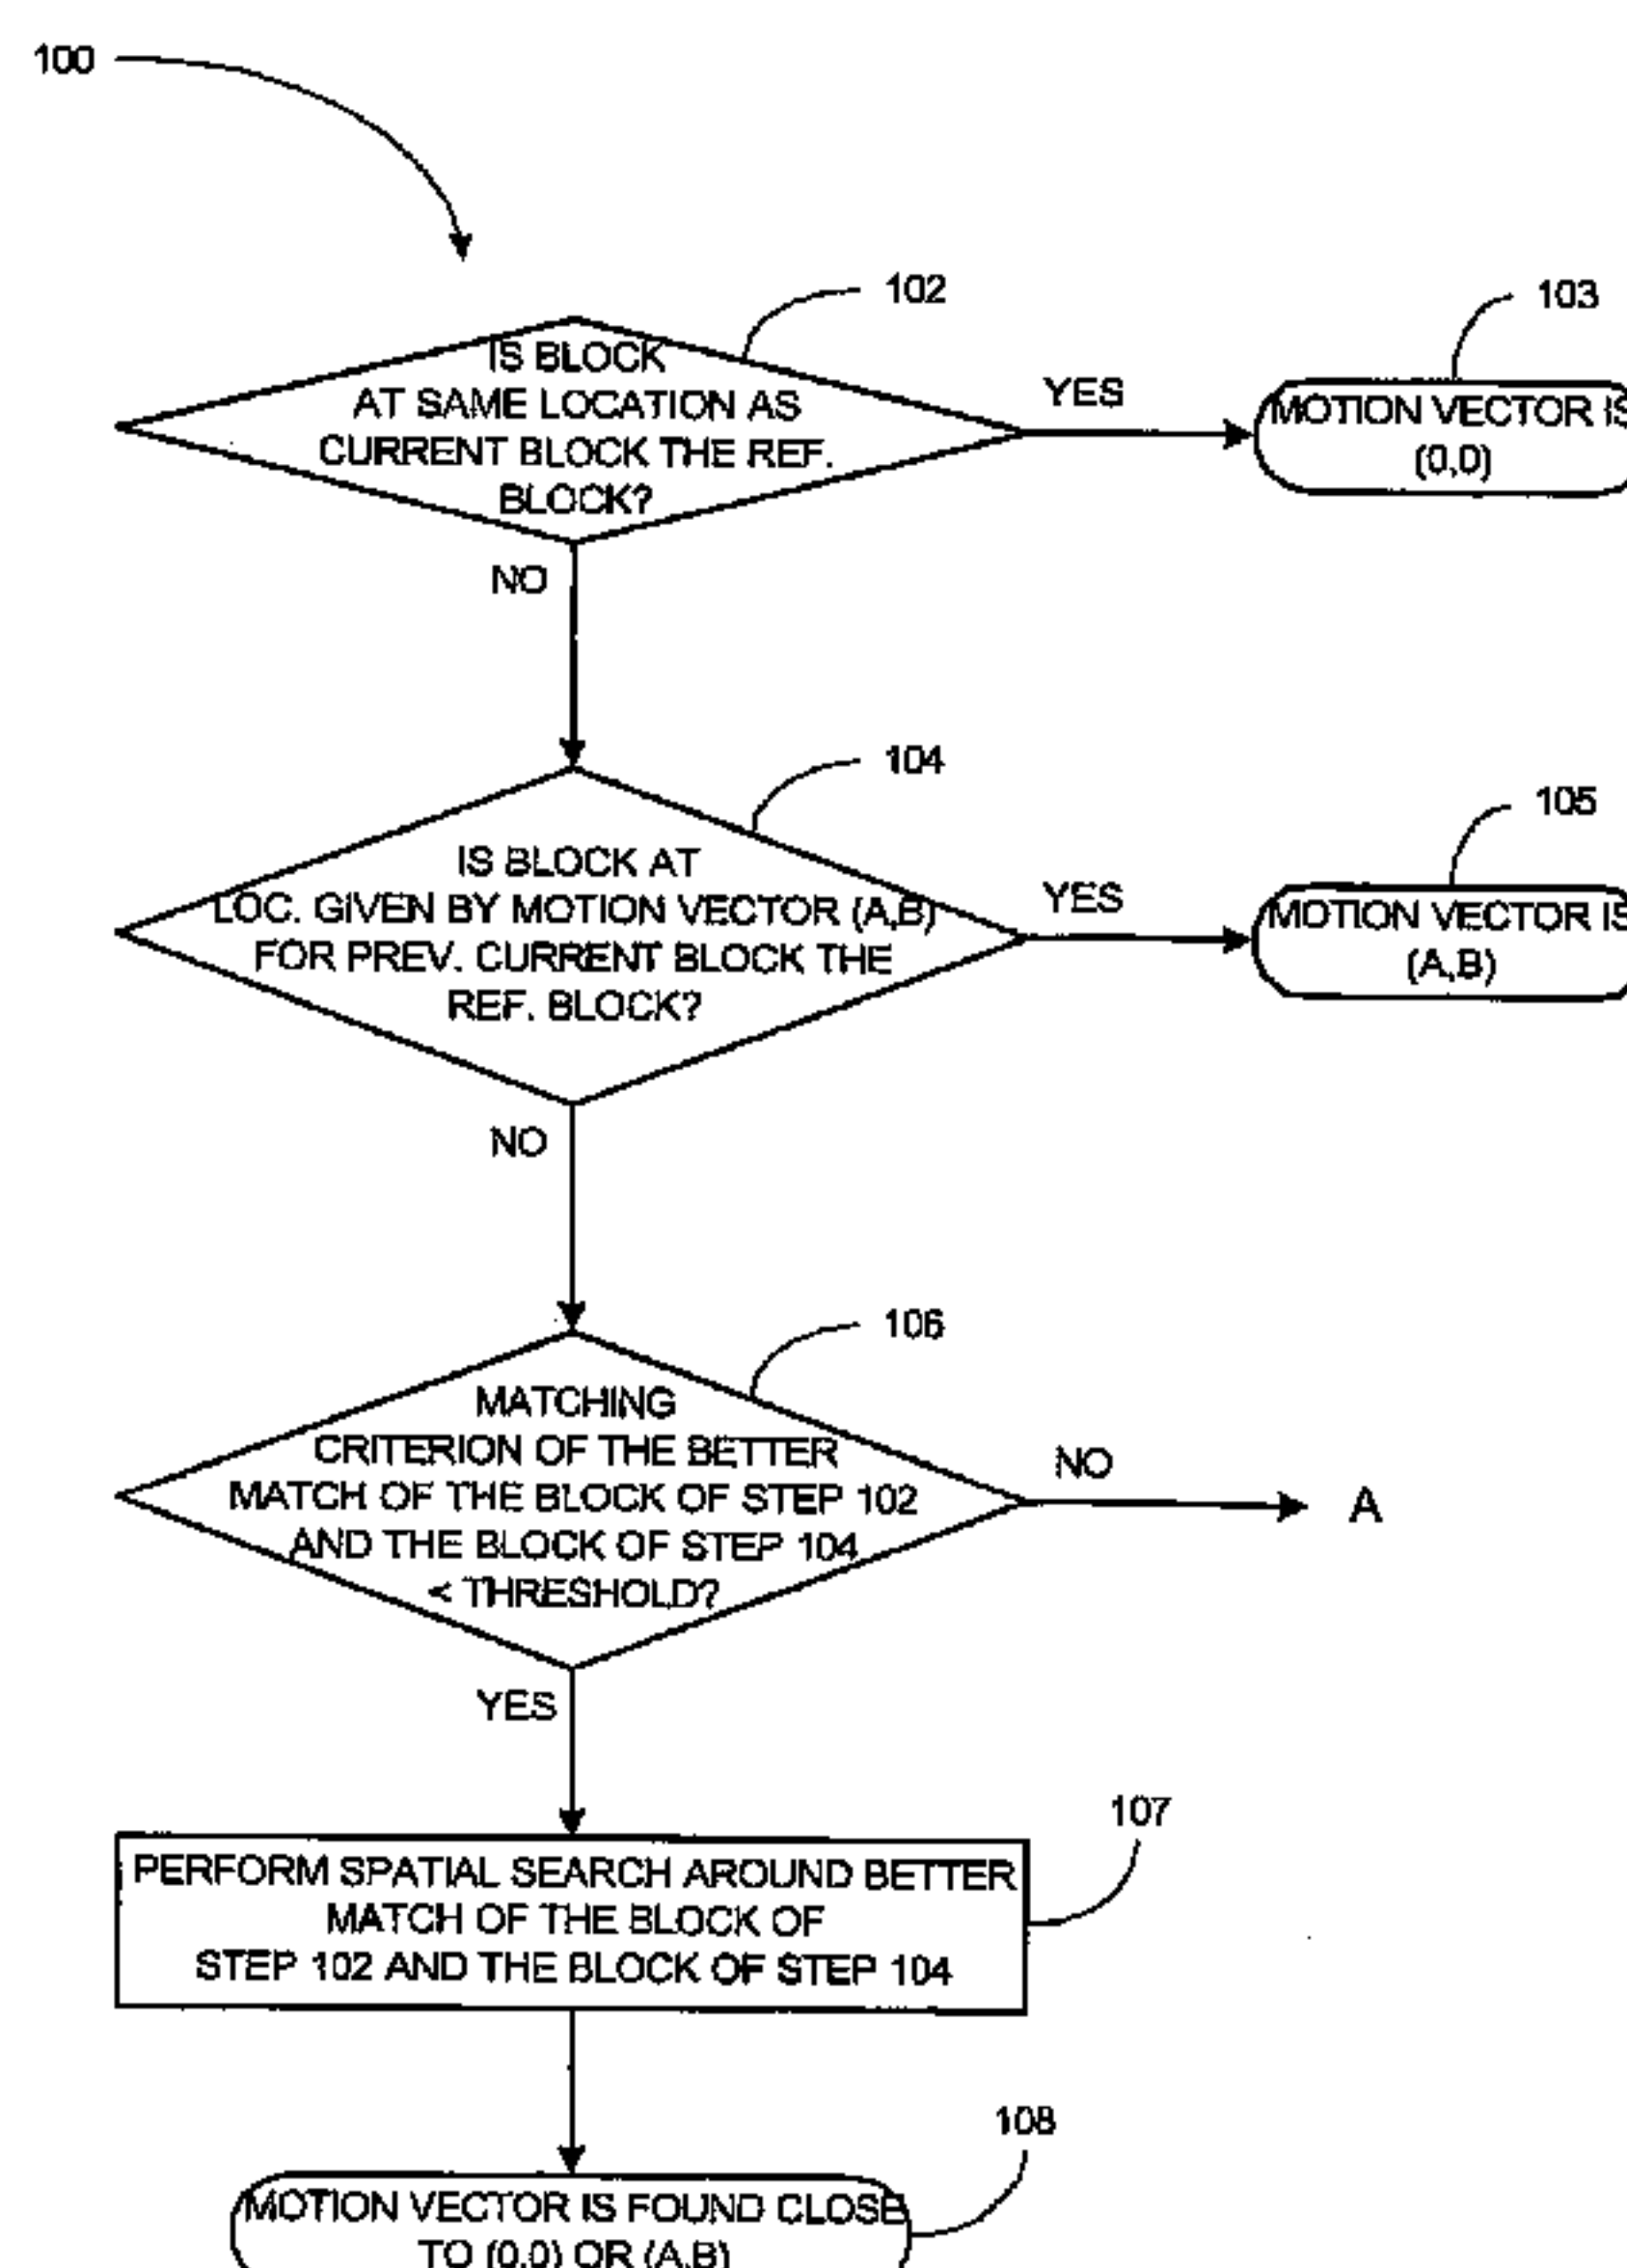 100
102
IS BLOCK
AT SAME LOCATION AS
CURRENT BLOCK THE REF.
BLOCK?
YES
103
MOTION VECTOR IS
(0,0)
NO
104
IS BLOCK AT
LOC. GIVEN BY MOTION VECTOR (A,B)
FOR PREV. CURRENT BLOCK THE
REF. BLOCK?
YES
105
MOTION VECTOR IS
(A,B)
NO
106
MATCHING
CRITERION OF THE BETTER
MATCH OF THE BLOCK OF STEP 102
AND THE BLOCK OF STEP 104
< THRESHOLD?
NO
A
YES
107
PERFORM SPATIAL SEARCH AROUND BETTER
MATCH OF THE BLOCK OF
STEP 102 AND THE BLOCK OF STEP 104
108
MOTION VECTOR IS FOUND CLOSE
TO (0,0) OR (A,B)